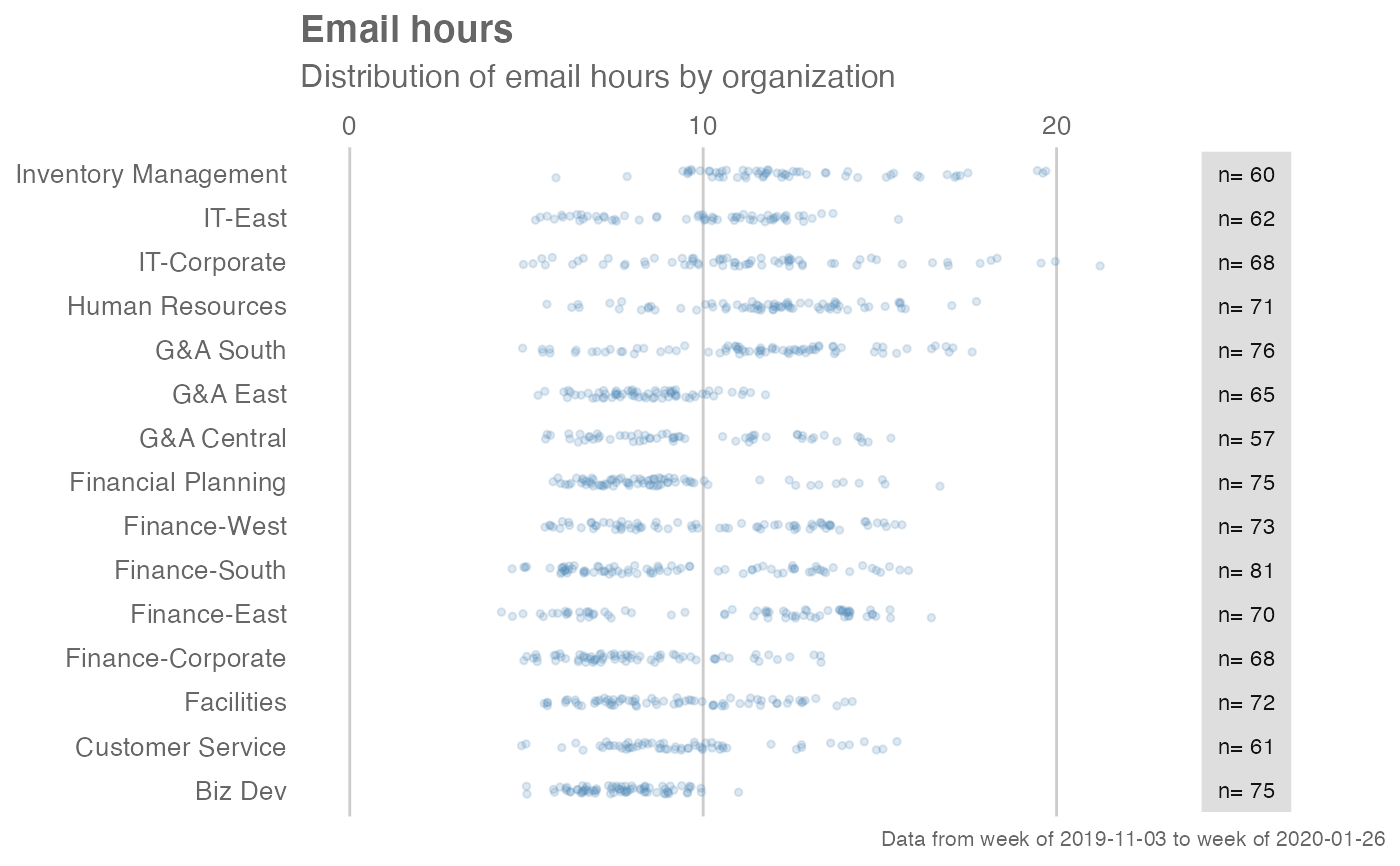 Email hours
Distribution of email hours by organization
0 10 20
Inventory Management n= 60
IT-East n= 62
IT-Corporate n= 68
Human Resources n= 71
G&A South n= 76
G&A East n= 65
G&A Central n= 57
Financial Planning n= 75
Finance-West n= 73
Finance-South n= 81
Finance-East n= 70
Finance-Corporate n= 68
Facilities n= 72
Customer Service n= 61
Biz Dev n= 75
Data from week of 2019-11-03 to week of 2020-01-26